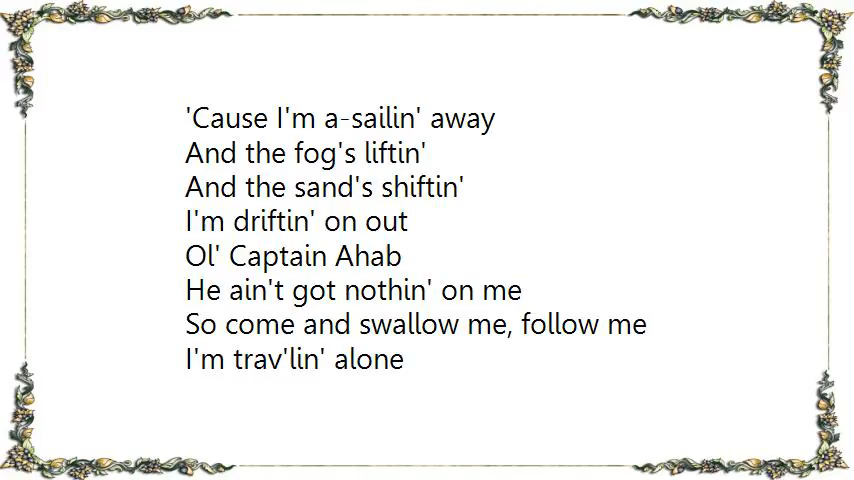 'Cause I'm a-sailin' away
And the fog's liftin'
And the sand's shiftin'
I'm driftin' on out
Ol' Captain Ahab
He ain't got nothin' on me
So come and swallow me, follow me
I'm trav'lin' alone